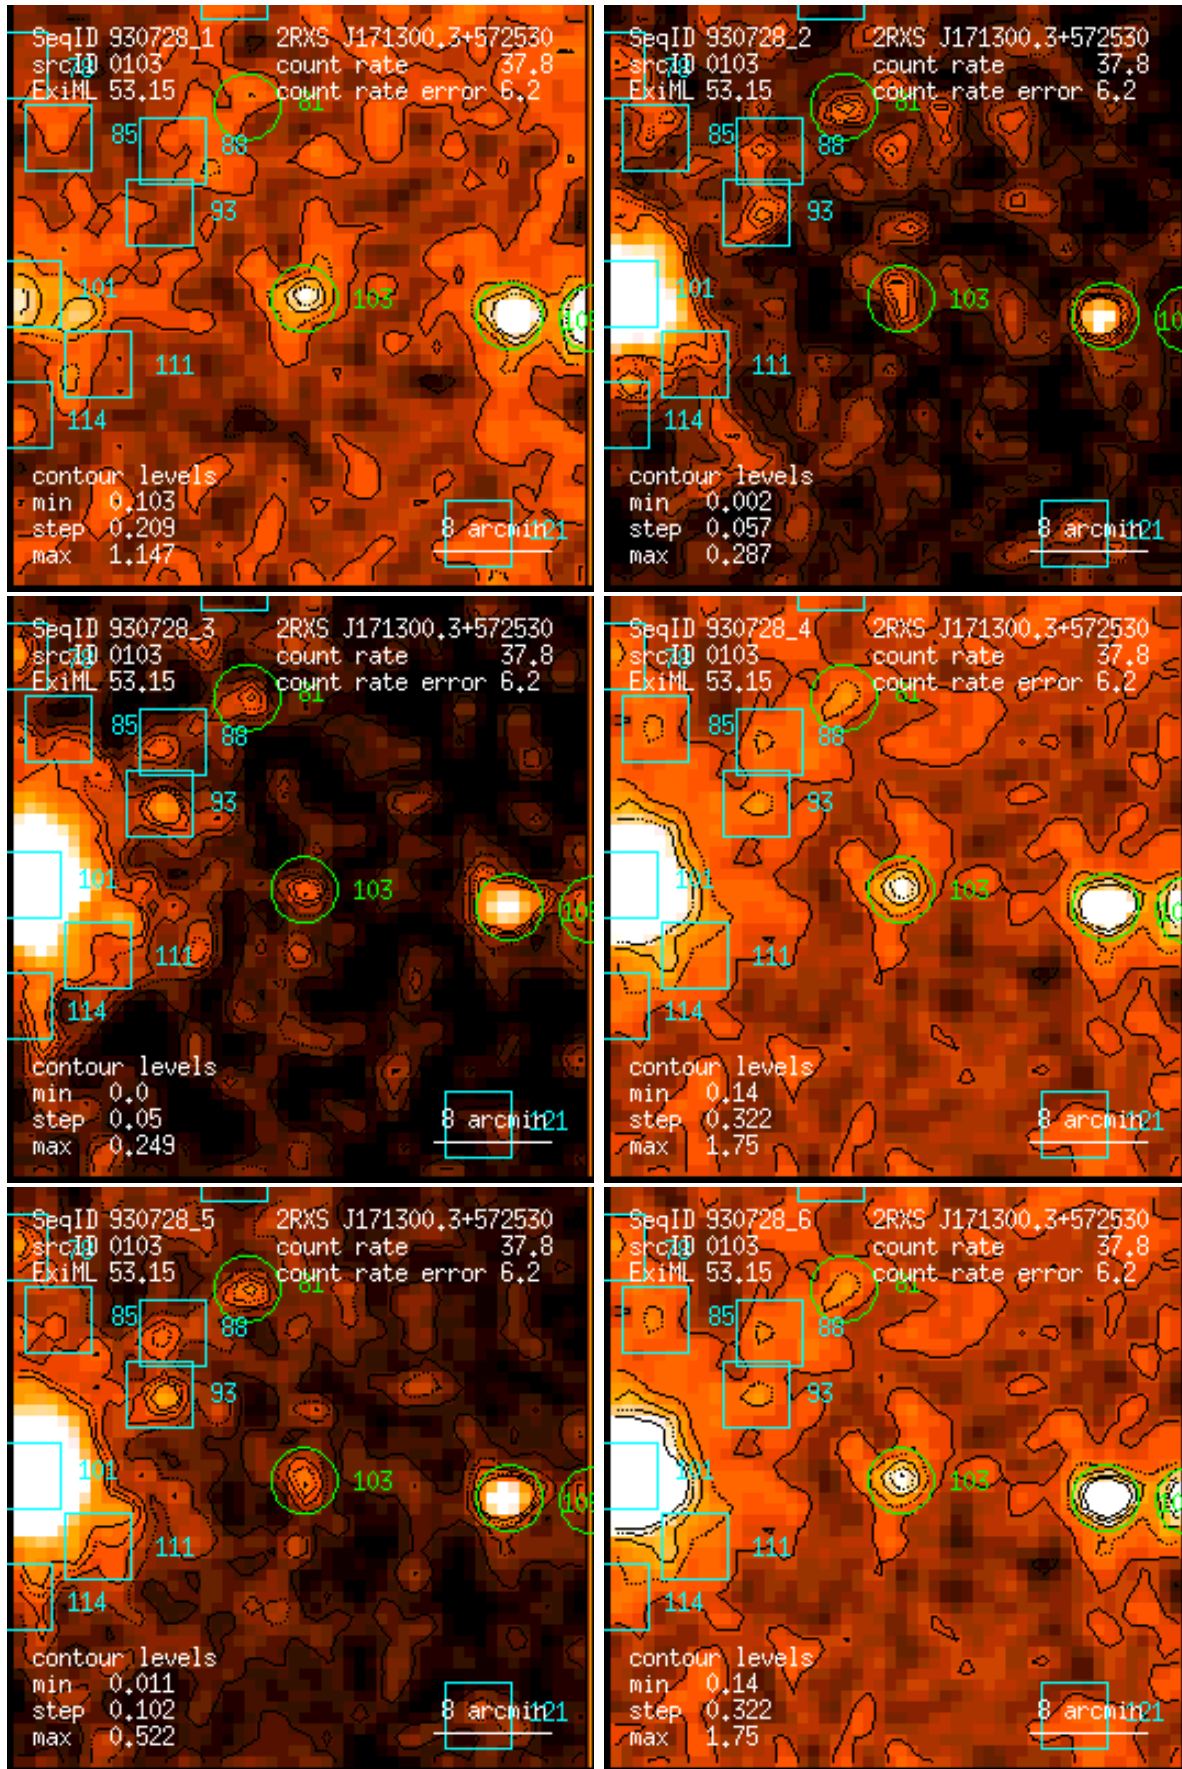 SeqID 930728_1 2RXS J171300.3+572530
srcID 0103 count rate 37.8
78
ExiML 53.15 count rate error 6.2
81
85 88
93
101 103
109
111
114
contour levels
min 0.103
step 0.209 8 arcmin 121
max 1.147
SeqID 930728_2 2RXS J171300.3+572530
srcID 0103 count rate 37.8
78
ExiML 53.15 count rate error 6.2
81
85 88
93
101 103
10
111
114
contour levels
min 0.002
step 0.057 8 arcmin 121
max 0.287
SeqID 930728_3 2RXS J171300.3+572530
srcID 0103 count rate 37.8
78
ExiML 53.15 count rate error 6.2
81
85 88
93
101 103
109
111
114
contour levels
min 0.0
step 0.05 8 arcmin 121
max 0.249
SeqID 930728_4 2RXS J171300.3+572530
srcID 0103 count rate 37.8
78
ExiML 53.15 count rate error 6.2
81
85 88
93
101 103
10
111
114
contour levels
min 0.14
step 0.322 8 arcmin 121
max 1.75
SeqID 930728_5 2RXS J171300.3+572530
srcID 0103 count rate 37.8
78
ExiML 53.15 count rate error 6.2
81
85 88
93
101 103
109
111
114
contour levels
min 0.011
step 0.102 8 arcmin 121
max 0.522
SeqID 930728_6 2RXS J171300.3+572530
srcID 0103 count rate 37.8
78
ExiML 53.15 count rate error 6.2
81
85 88
93
101 103
10
111
114
contour levels
min 0.14
step 0.322 8 arcmin 121
max 1.75